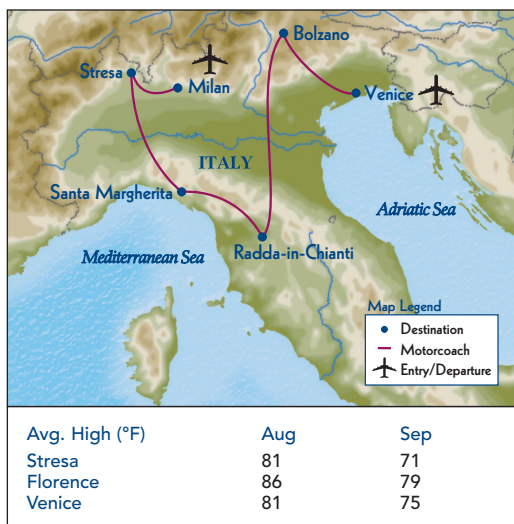 Bolzano
Stresa
Milan
Venice
ITALY
Santa Margherita
Adriatic Sea
Radda-in-Chianti
Mediterranean Sea
Map Legend
Destination
Motorcoach
Entry/Departure
Avg. High (°F) Aug Sep
Stresa 81 71
Florence 86 79
Venice 81 75